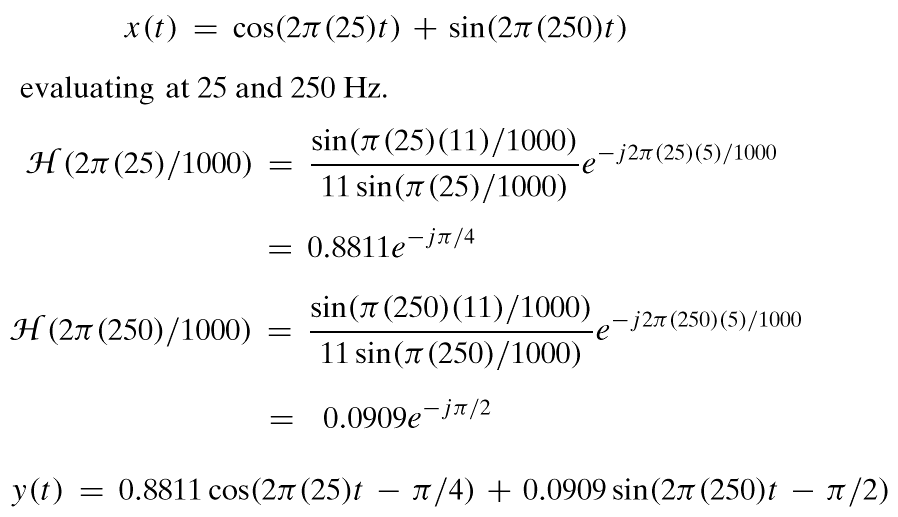 x(t) = cos(2π(25)t) + sin(2π(250)t)
evaluating at 25 and 250 Hz.
ℋ(2π(25)/1000) = \frac{sin(π(25)(11)/1000)}{11 sin(π(25)/1000)} e^{−j2π(25)(5)/1000}
= 0.8811e^{−jπ/4}
ℋ(2π(250)/1000) = \frac{sin(π(250)(11)/1000)}{11 sin(π(250)/1000)} e^{−j2π(250)(5)/1000}
= 0.0909e^{−jπ/2}
y(t) = 0.8811 cos(2π(25)t − π/4) + 0.0909 sin(2π(250)t − π/2)